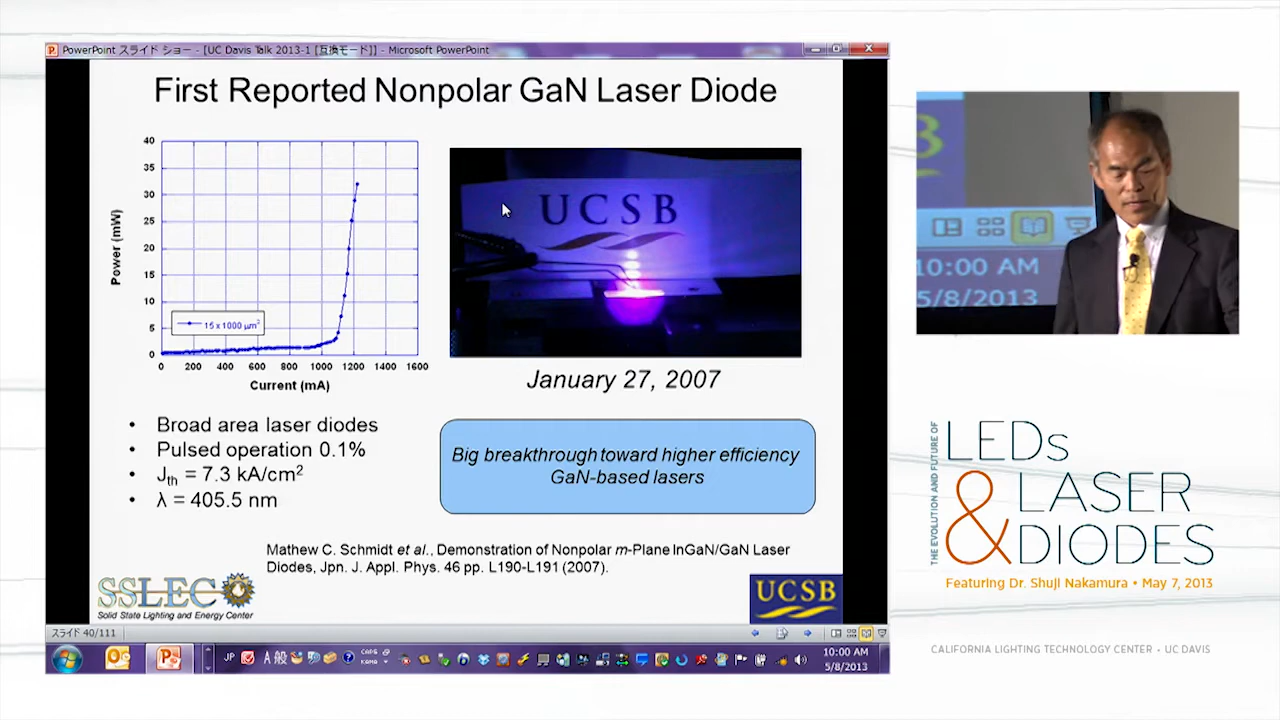 PowerPoint スライド ショー - [UC Davis Talk 2013-1 [互換モード]] - Microsoft PowerPoint
First Reported Nonpolar GaN Laser Diode
40
35
30
25
20
15
10
5
0
Power (mW)
15 x 1000 µm²
0 200 400 600 800 1000 1200 1400 1600
Current (mA)
UCSB
January 27, 2007
• Broad area laser diodes
• Pulsed operation 0.1%
• Jth = 7.3 kA/cm²
• λ = 405.5 nm
Big breakthrough toward higher efficiency
GaN-based lasers
Mathew C. Schmidt et al., Demonstration of Nonpolar m-Plane InGaN/GaN Laser
Diodes, Jpn. J. Appl. Phys. 46 pp. L190-L191 (2007).
SSLEC
Solid State Lighting and Energy Center
UCSB
スライド 40/111
JP
A 般
CAPS
KANA
10:00 AM
5/8/2013
B
10:00 AM
5/8/2013
THE EVOLUTION AND FUTURE OF
LEDs
& LASER
DIODES
Featuring Dr. Shuji Nakamura • May 7, 2013
CALIFORNIA LIGHTING TECHNOLOGY CENTER • UC DAVIS